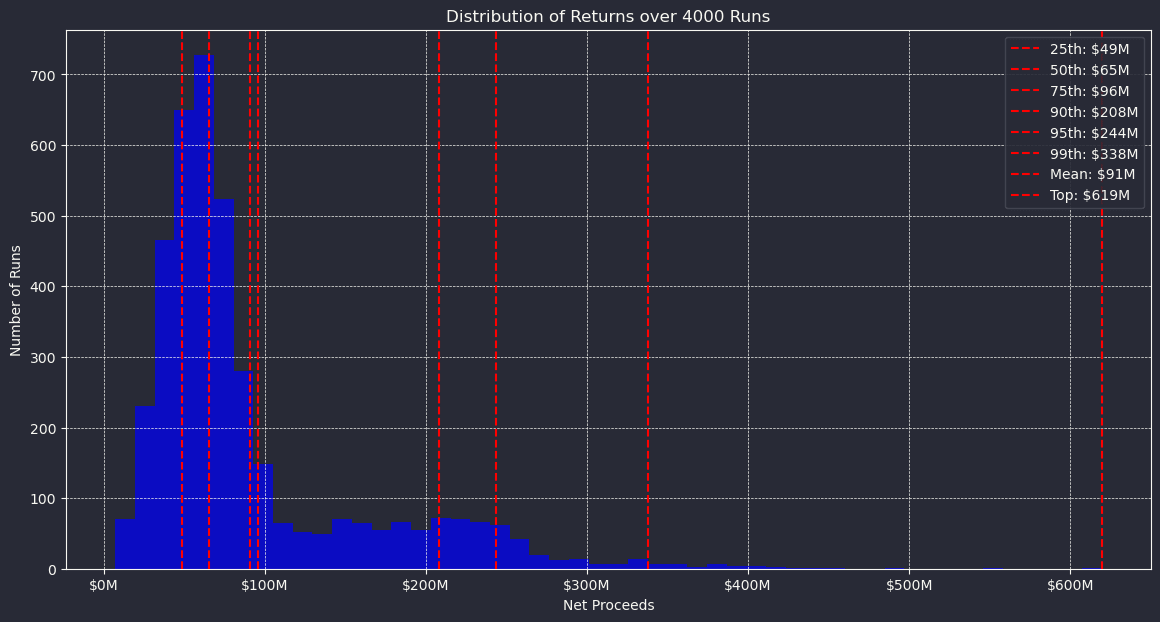 Distribution of Returns over 4000 Runs
25th: $49M
50th: $65M
75th: $96M
90th: $208M
95th: $244M
99th: $338M
Mean: $91M
Top: $619M
Number of Runs
700
600
500
400
300
200
100
0
$0M $100M $200M $300M $400M $500M $600M
Net Proceeds